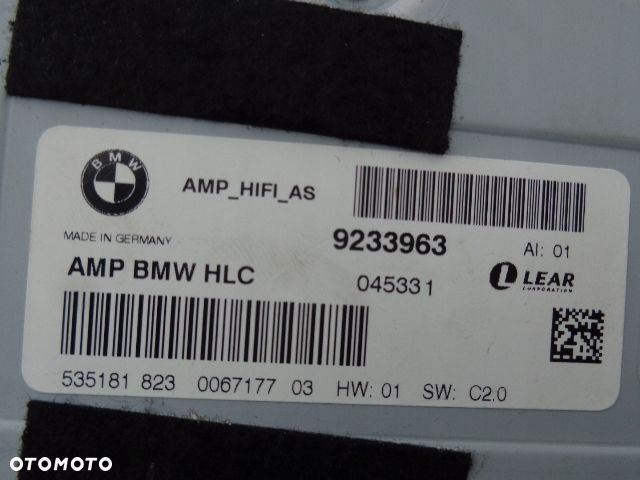 BMW
AMP_HIFI_AS
MADE IN GERMANY
9233963
AI: 01
AMP BMW HLC
045331
LEAR
CORPORATION
535181 823 0067177 03 HW: 01 SW: C2.0
OTOMOTO